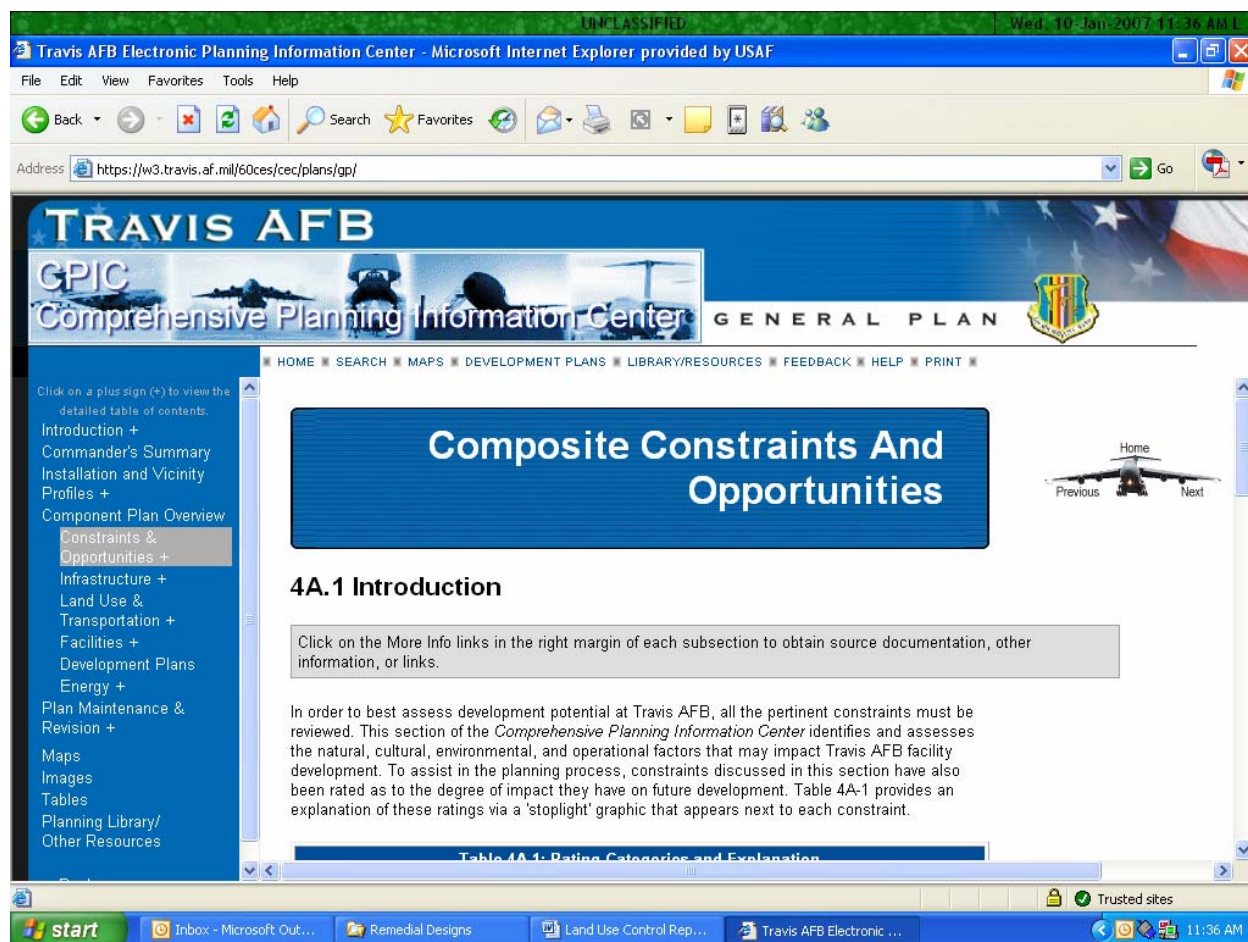 UNCLASSIFIED
Wed, 10-Jan-2007 11:36 AM L
Travis AFB Electronic Planning Information Center - Microsoft Internet Explorer provided by USAF
File Edit View Favorites Tools Help
Back Search Favorites
Address https://w3.travis.af.mil/60ces/cec/plans/gp/ Go
TRAVIS AFB
CPIC
Comprehensive Planning Information Center
GENERAL PLAN
HOME SEARCH MAPS DEVELOPMENT PLANS LIBRARY/RESOURCES FEEDBACK HELP PRINT
Click on a plus sign (+) to view the
detailed table of contents.
Introduction +
Commander's Summary
Installation and Vicinity
Profiles +
Component Plan Overview
Constraints &
Opportunities +
Infrastructure +
Land Use &
Transportation +
Facilities +
Development Plans
Energy +
Plan Maintenance &
Revision +
Maps
Images
Tables
Planning Library/
Other Resources
Composite Constraints And
Opportunities
Home
Previous Next
4A.1 Introduction
Click on the More Info links in the right margin of each subsection to obtain source documentation, other
information, or links.
In order to best assess development potential at Travis AFB, all the pertinent constraints must be
reviewed. This section of the Comprehensive Planning Information Center identifies and assesses
the natural, cultural, environmental, and operational factors that may impact Travis AFB facility
development. To assist in the planning process, constraints discussed in this section have also
been rated as to the degree of impact they have on future development. Table 4A-1 provides an
explanation of these ratings via a 'stoplight' graphic that appears next to each constraint.
Table 4A.1: Rating Categories and Explanation
Trusted sites
start Inbox - Microsoft Out... Remedial Designs Land Use Control Rep... Travis AFB Electronic ... 11:36 AM